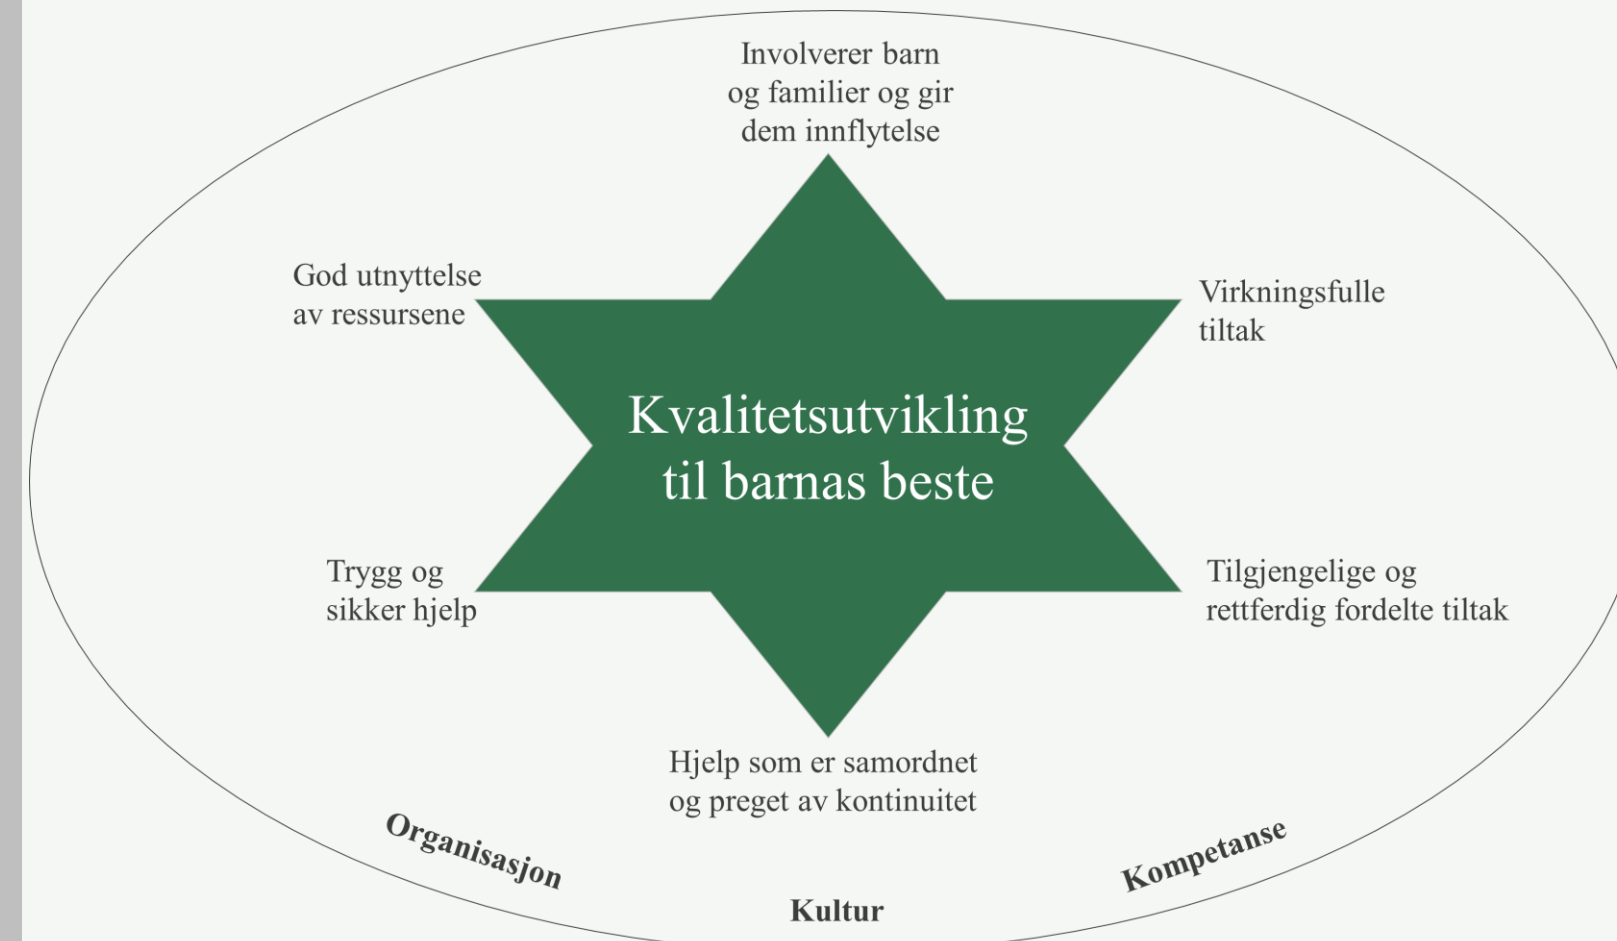 Involverer barn
og familier og gir
dem innflytelse
God utnyttelse
av ressursene
Virkningsfulle
tiltak
Kvalitetsutvikling
til barnas beste
Trygg og
sikker hjelp
Tilgjengelige og
rettferdig fordelte tiltak
Hjelp som er samordnet
og preget av kontinuitet
Organisasjon
Kultur
Kompetanse